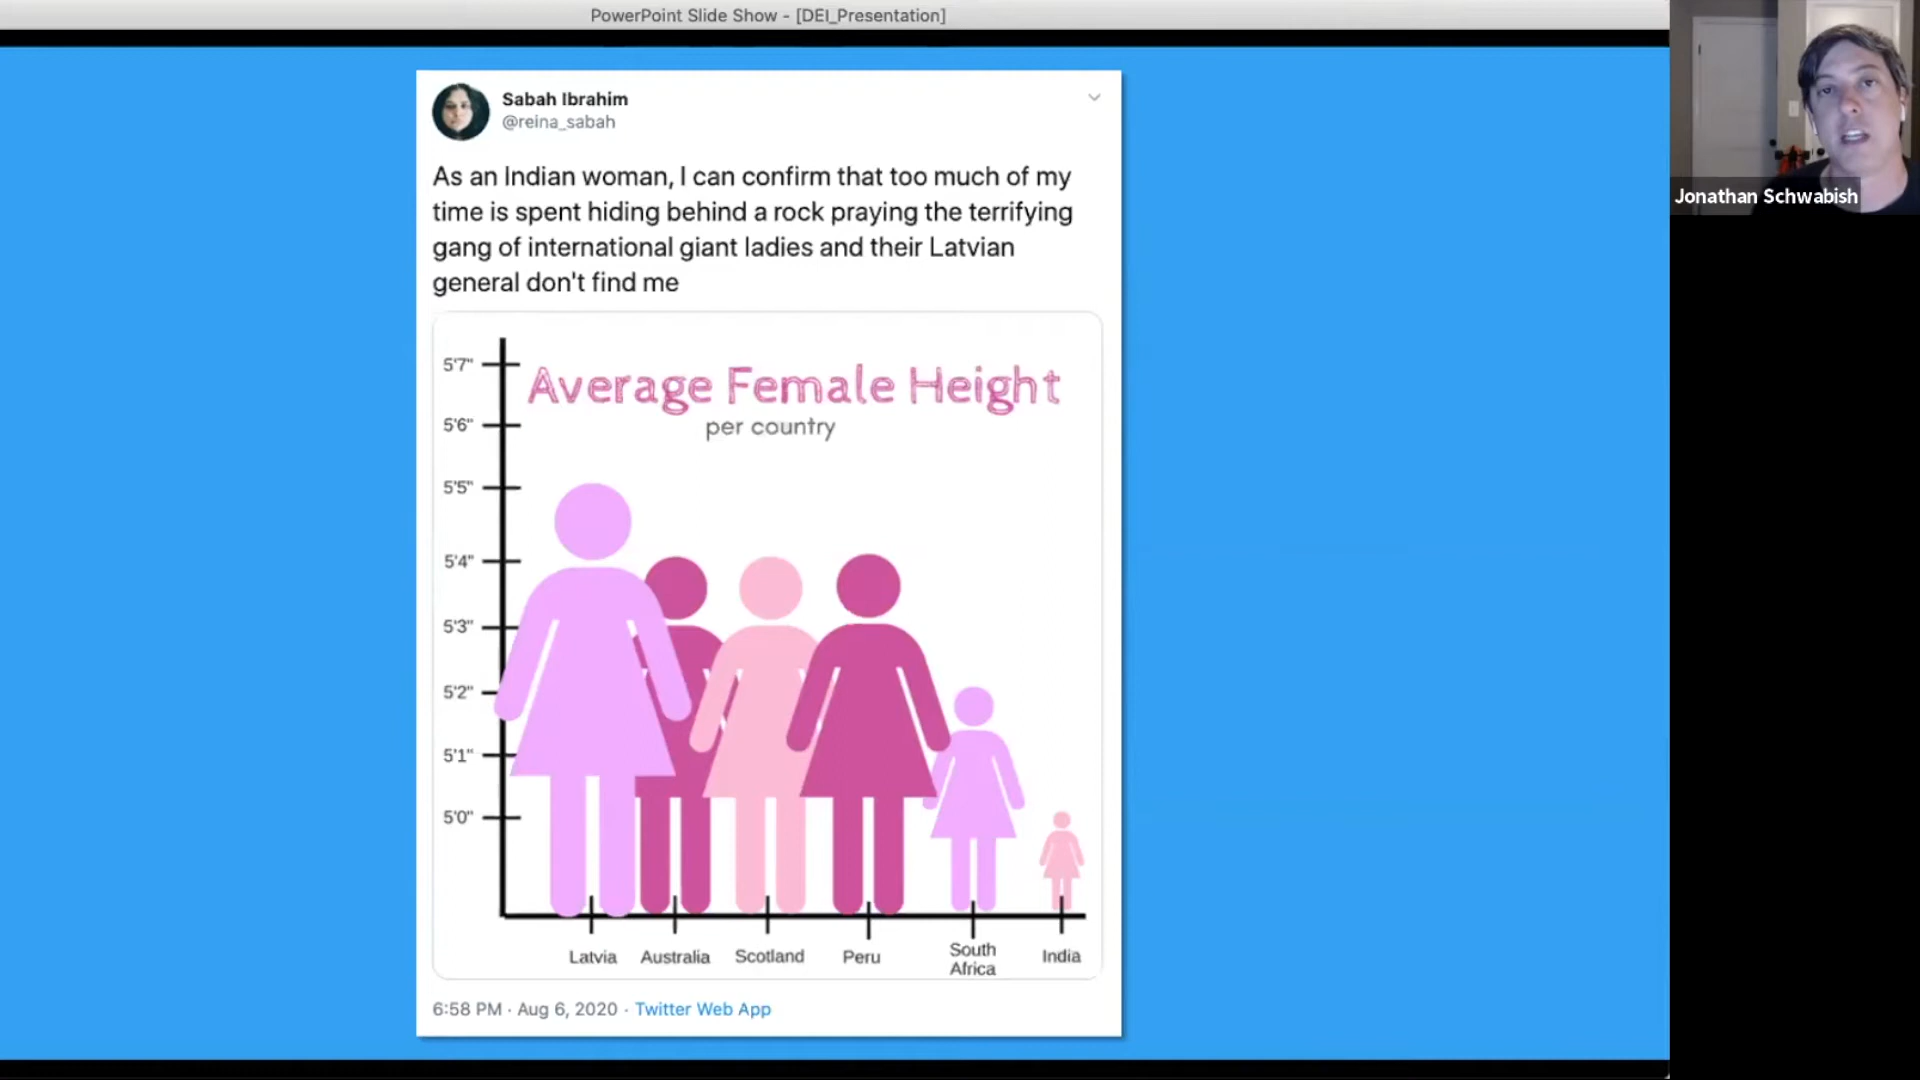 PowerPoint Slide Show - [DEI_Presentation]
Jonathan Schwabish
Sabah Ibrahim
@reina_sabah
As an Indian woman, I can confirm that too much of my
time is spent hiding behind a rock praying the terrifying
gang of international giant ladies and their Latvian
general don't find me
Average Female Height
per country
5'7"
5'6"
5'5"
5'4"
5'3"
5'2"
5'1"
5'0"
Latvia
Australia
Scotland
Peru
South
Africa
India
6:58 PM · Aug 6, 2020 · Twitter Web App